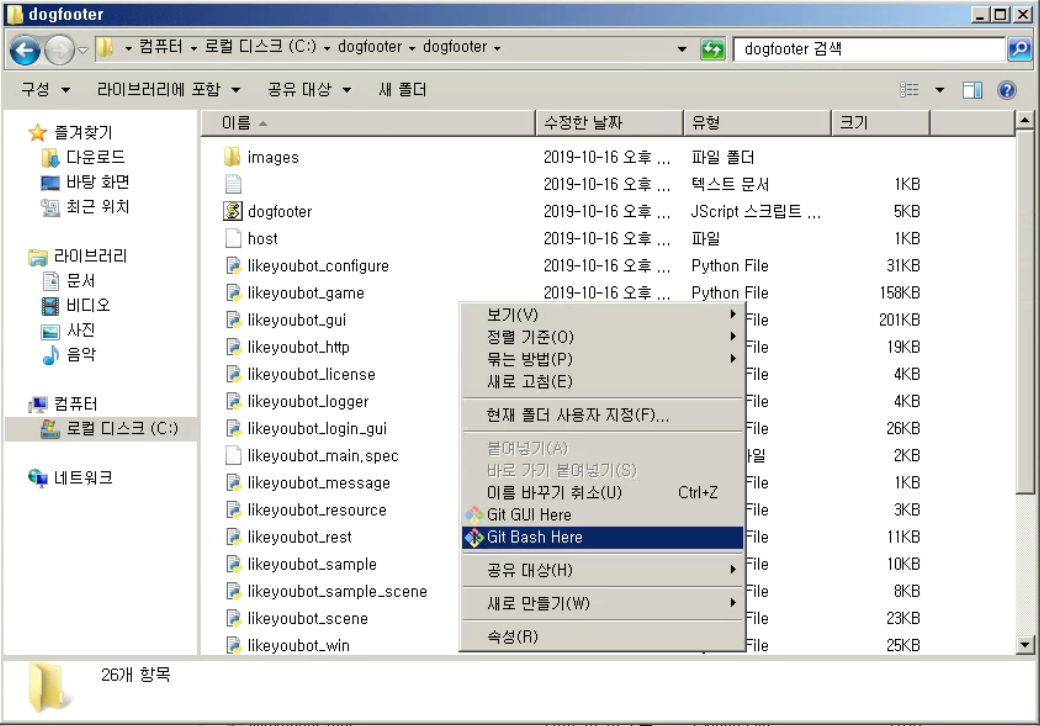 dogfooter
컴퓨터 로컬 디스크 (C:) dogfooter dogfooter
dogfooter 검색
구성 라이브러리에 포함 공유 대상 새 폴더
즐겨찾기
다운로드
바탕 화면
최근 위치
라이브러리
문서
비디오
사진
음악
컴퓨터
로컬 디스크 (C:)
네트워크
이름 수정한 날짜 유형 크기
images 2019-10-16 오후 ... 파일 폴더
2019-10-16 오후 ... 텍스트 문서 1KB
dogfooter 2019-10-16 오후 ... JScript 스크립트 ... 5KB
host 2019-10-16 오후 ... 파일 1KB
likeyoubot_configure 2019-10-16 오후 ... Python File 31KB
likeyoubot_game 2019-10-16 오후 ... Python File 158KB
likeyoubot_gui File 201KB
likeyoubot_http File 19KB
likeyoubot_license File 4KB
likeyoubot_logger File 4KB
likeyoubot_login_gui File 26KB
likeyoubot_main.spec 일 2KB
likeyoubot_message File 1KB
likeyoubot_resource File 3KB
likeyoubot_rest File 11KB
likeyoubot_sample File 10KB
likeyoubot_sample_scene File 8KB
likeyoubot_scene File 23KB
likeyoubot_win File 25KB
보기(V)
정렬 기준(O)
묶는 방법(P)
새로 고침(E)
현재 폴더 사용자 지정(F)...
붙여넣기(A)
바로 가기 붙여넣기(S)
이름 바꾸기 취소(U) Ctrl+Z
Git GUI Here
Git Bash Here
공유 대상(H)
새로 만들기(W)
속성(R)
26개 항목